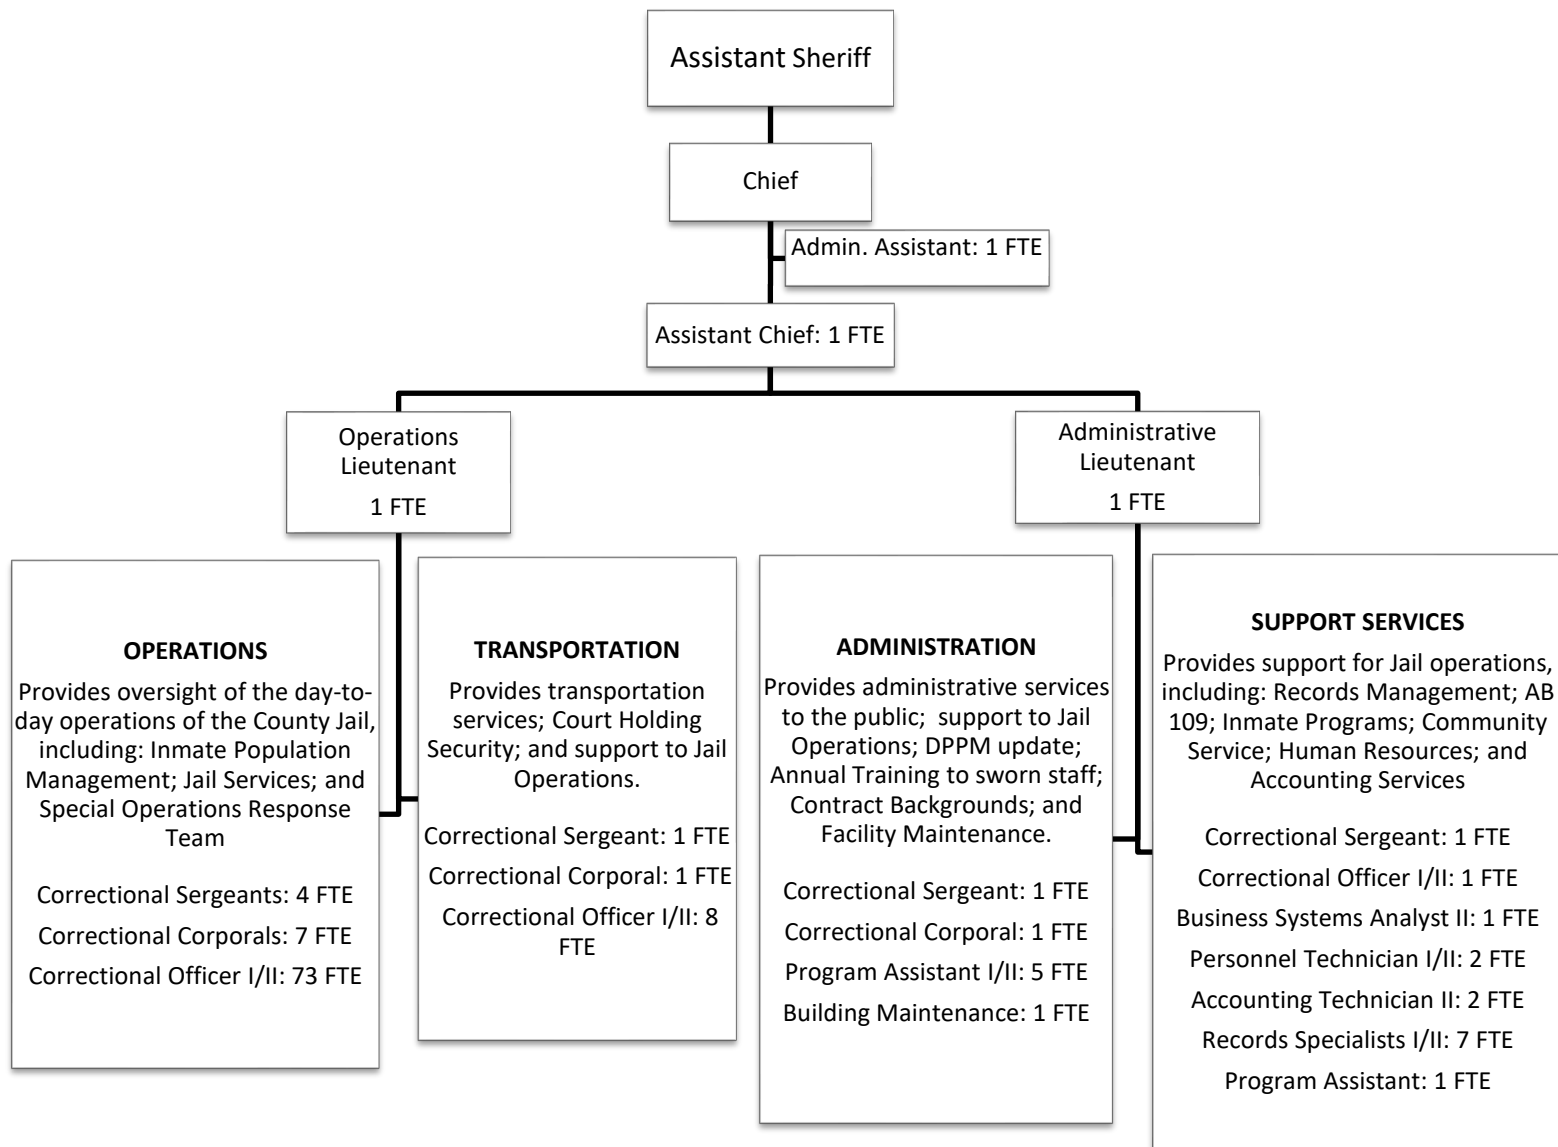 Assistant Sheriff
Chief
Admin. Assistant: 1 FTE
Assistant Chief: 1 FTE
Operations
Lieutenant
1 FTE
Administrative
Lieutenant
1 FTE
OPERATIONS
Provides oversight of the day-to-
day operations of the County Jail,
including: Inmate Population
Management; Jail Services; and
Special Operations Response
Team
Correctional Sergeants: 4 FTE
Correctional Corporals: 7 FTE
Correctional Officer I/II: 73 FTE
TRANSPORTATION
Provides transportation
services; Court Holding
Security; and support to Jail
Operations.
Correctional Sergeant: 1 FTE
Correctional Corporal: 1 FTE
Correctional Officer I/II: 8
FTE
ADMINISTRATION
Provides administrative services
to the public;  support to Jail
Operations; DPPM update;
Annual Training to sworn staff;
Contract Backgrounds; and
Facility Maintenance.
Correctional Sergeant: 1 FTE
Correctional Corporal: 1 FTE
Program Assistant I/II: 5 FTE
Building Maintenance: 1 FTE
SUPPORT SERVICES
Provides support for Jail operations,
including: Records Management; AB
109; Inmate Programs; Community
Service; Human Resources; and
Accounting Services
Correctional Sergeant: 1 FTE
Correctional Officer I/II: 1 FTE
Business Systems Analyst II: 1 FTE
Personnel Technician I/II: 2 FTE
Accounting Technician II: 2 FTE
Records Specialists I/II: 7 FTE
Program Assistant: 1 FTE